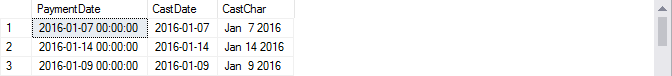 PaymentDate CastDate CastChar
1 2016-01-07 00:00:00 2016-01-07 Jan  7 2016
2 2016-01-14 00:00:00 2016-01-14 Jan 14 2016
3 2016-01-09 00:00:00 2016-01-09 Jan  9 2016